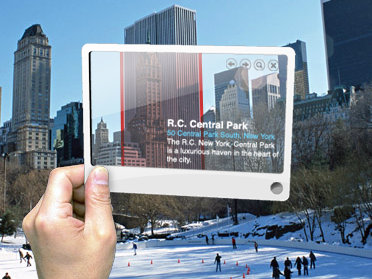 R.C. Central Park
50 Central Park South, New York
The R.C. New York, Central Park
is a luxurious haven in the heart of
the city.